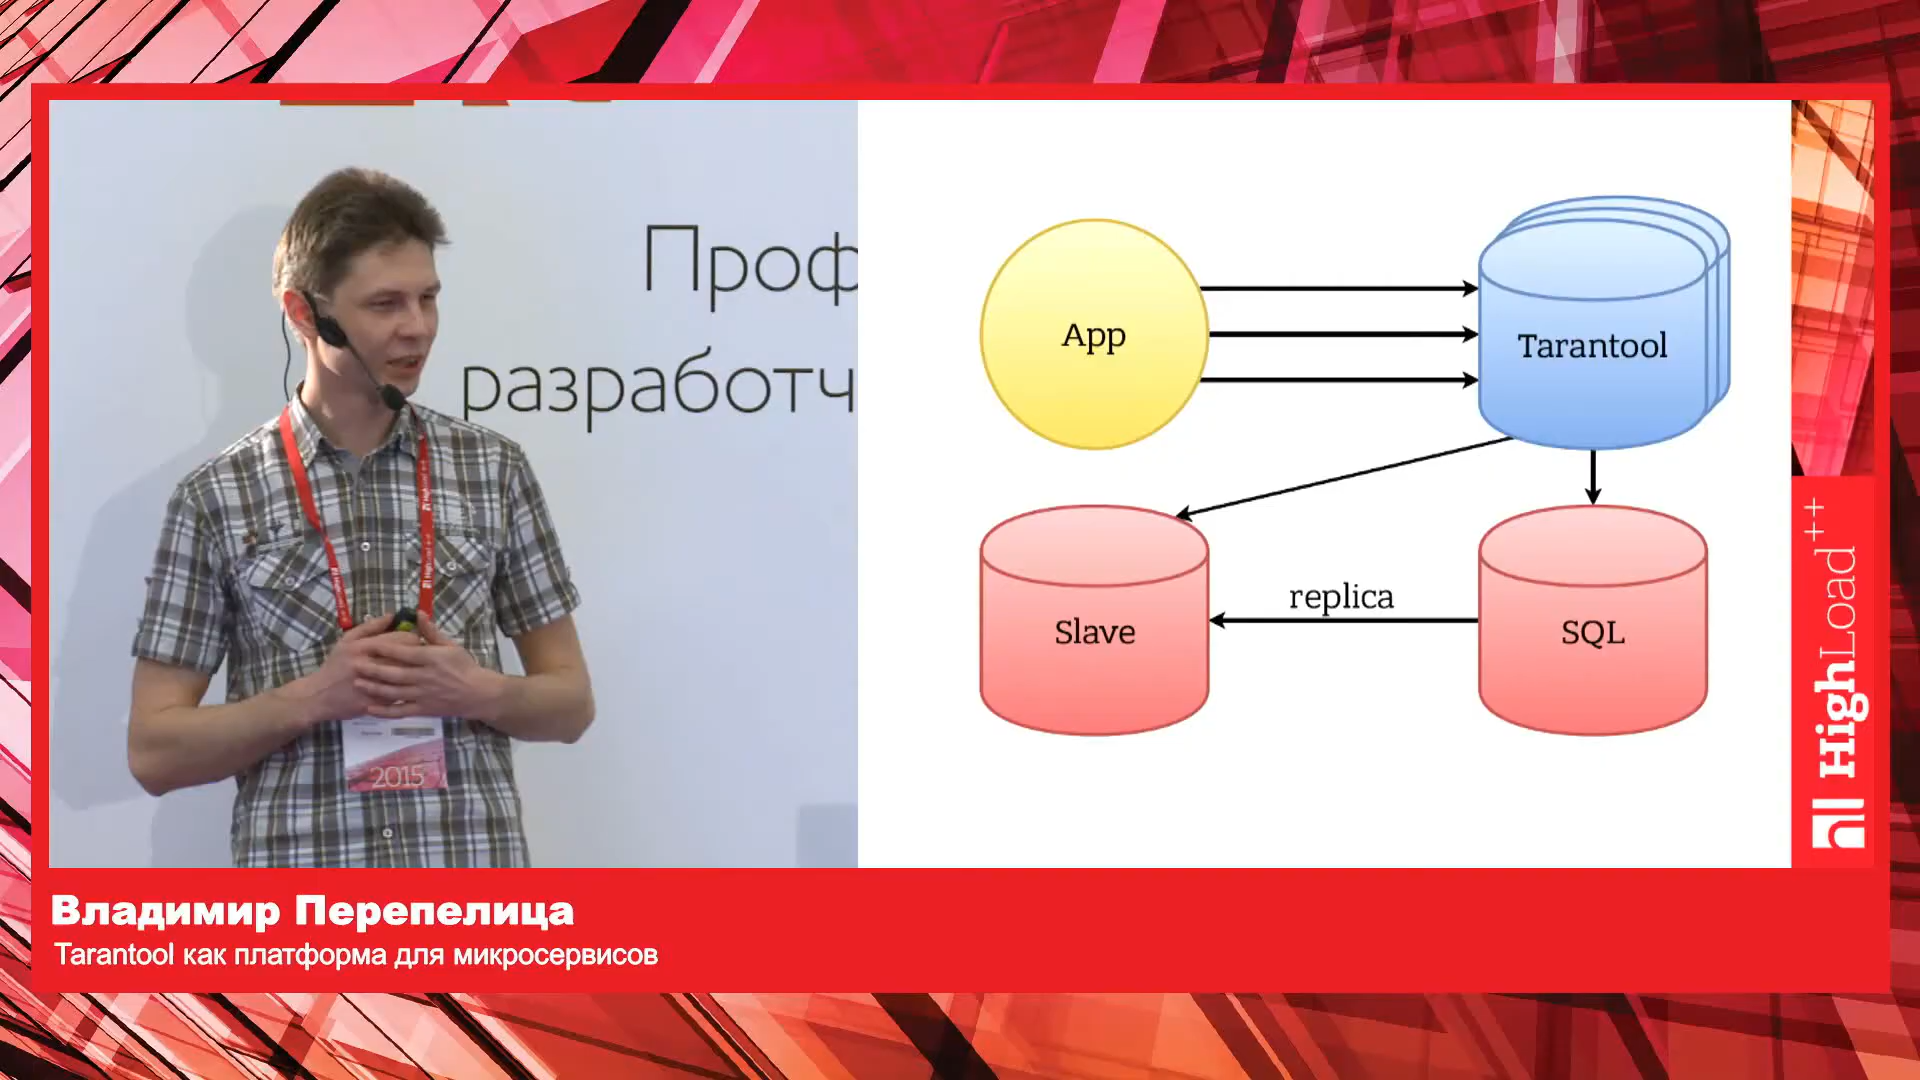 Проф
разработч
2015
App
Tarantool
Slave
replica
SQL
HighLoad++
Владимир Перепелица
Tarantool как платформа для микросервисов